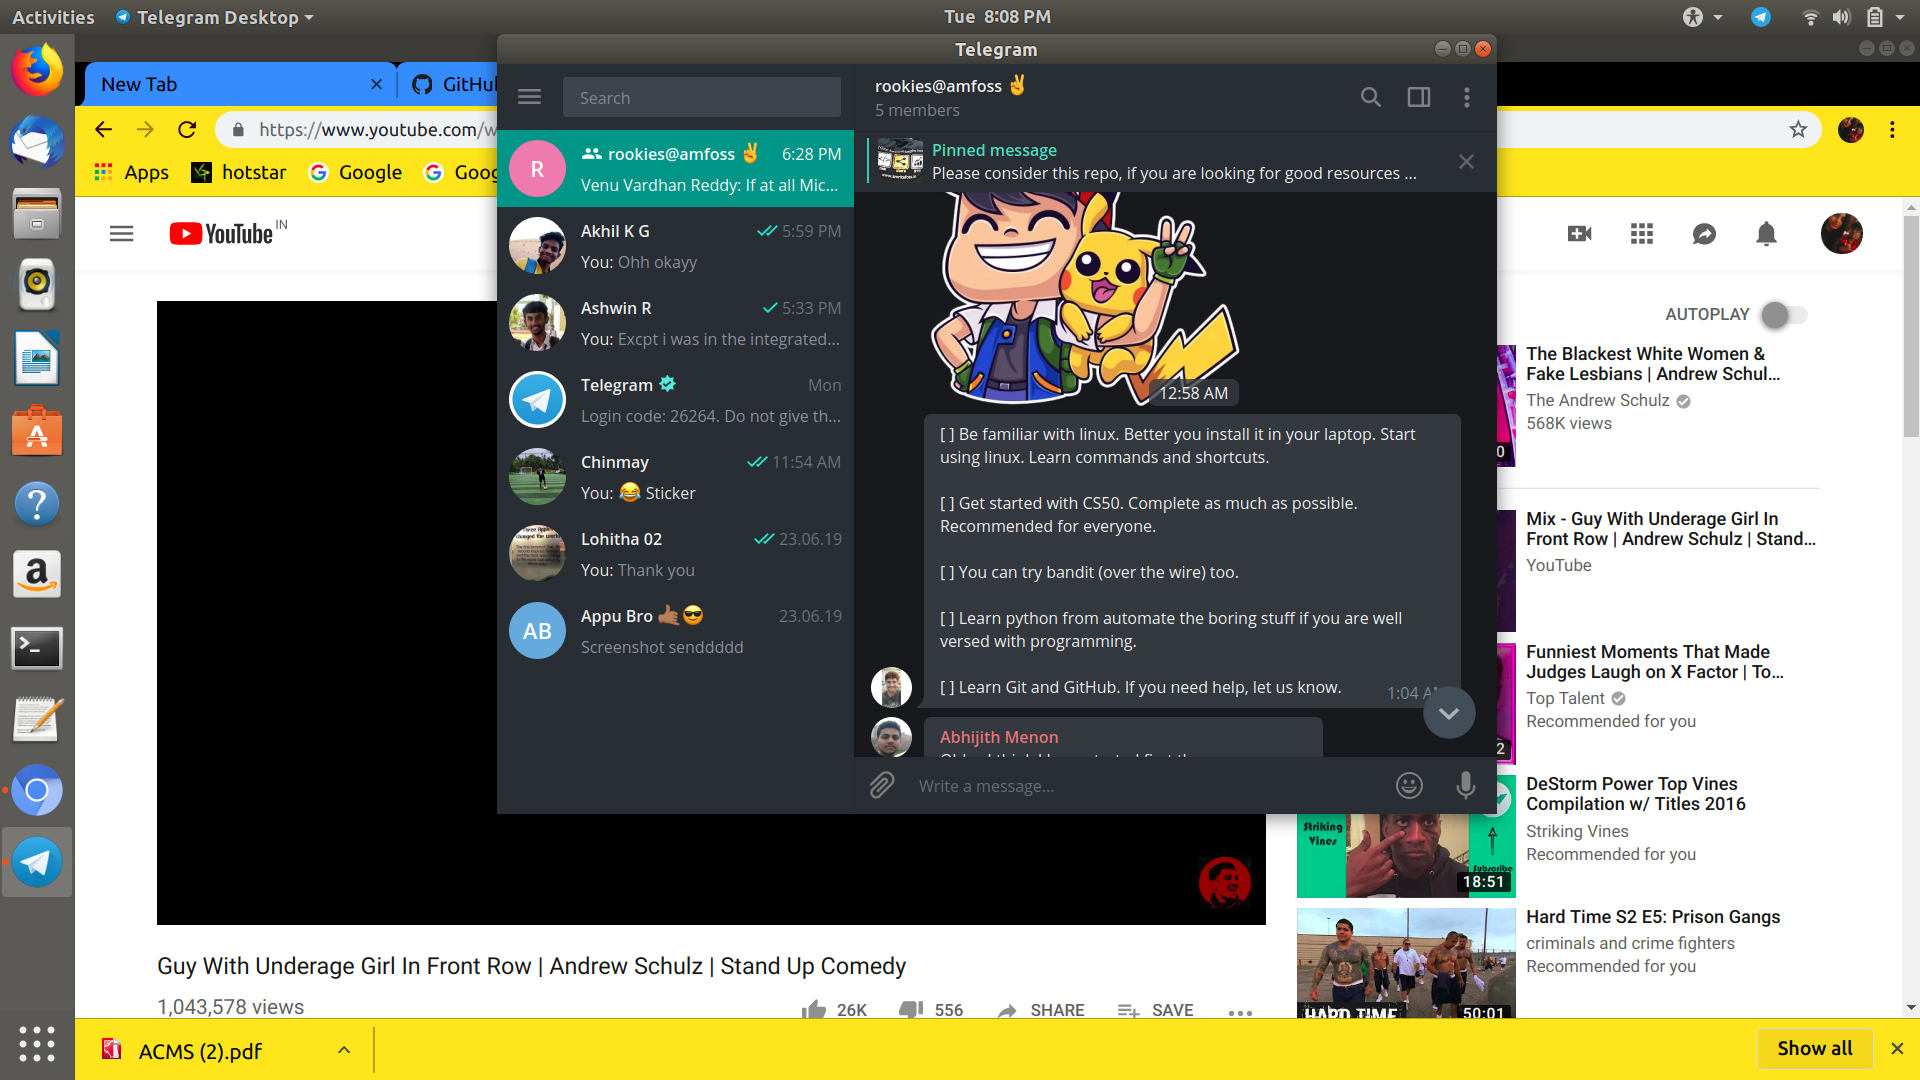 Activities
Telegram Desktop
Tue 8:08 PM
Telegram
New Tab
GitHu
https://www.youtube.com/w
Apps
hotstar
Google
Goog
YouTube IN
Search
R
rookies@amfoss ✌ 6:28 PM
Venu Vardhan Reddy: If at all Mic...
Akhil K G 5:59 PM
You: Ohh okayy
Ashwin R 5:33 PM
You: Excpt i was in the integrated...
Telegram Mon
Login code: 26264. Do not give th...
Chinmay 11:54 AM
You: 😂 Sticker
Lohitha 02 23.06.19
You: Thank you
AB
Appu Bro 🤙😎 23.06.19
Screenshot senddddd
rookies@amfoss ✌
5 members
Pinned message
Please consider this repo, if you are looking for good resources ...
12:58 AM
[ ] Be familiar with linux. Better you install it in your laptop. Start
using linux. Learn commands and shortcuts.
[ ] Get started with CS50. Complete as much as possible.
Recommended for everyone.
[ ] You can try bandit (over the wire) too.
[ ] Learn python from automate the boring stuff if you are well
versed with programming.
[ ] Learn Git and GitHub. If you need help, let us know.
1:04 A
Abhijith Menon
Write a message...
AUTOPLAY
The Blackest White Women &
Fake Lesbians | Andrew Schul...
The Andrew Schulz
568K views
Mix - Guy With Underage Girl In
Front Row | Andrew Schulz | Stand...
YouTube
Funniest Moments That Made
Judges Laugh on X Factor | To...
Top Talent
Recommended for you
DeStorm Power Top Vines
Compilation w/ Titles 2016
Striking Vines
Recommended for you
Striking
Vines
Subscribe
18:51
Hard Time S2 E5: Prison Gangs
criminals and crime fighters
Recommended for you
HARD TIME
50:01
Guy With Underage Girl In Front Row | Andrew Schulz | Stand Up Comedy
1,043,578 views
26K
556
SHARE
SAVE
ACMS (2).pdf
Show all